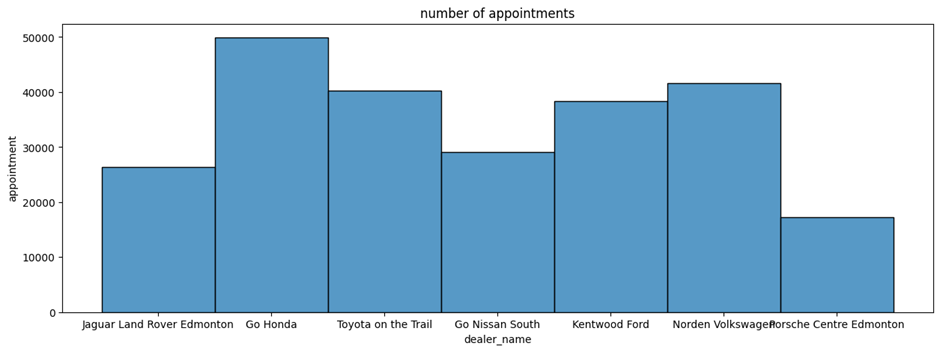 number of appointments
50000
40000
30000
20000
10000
0
appointment
Jaguar Land Rover Edmonton Go Honda Toyota on the Trail Go Nissan South Kentwood Ford Norden Volkswagen Porsche Centre Edmonton
dealer_name